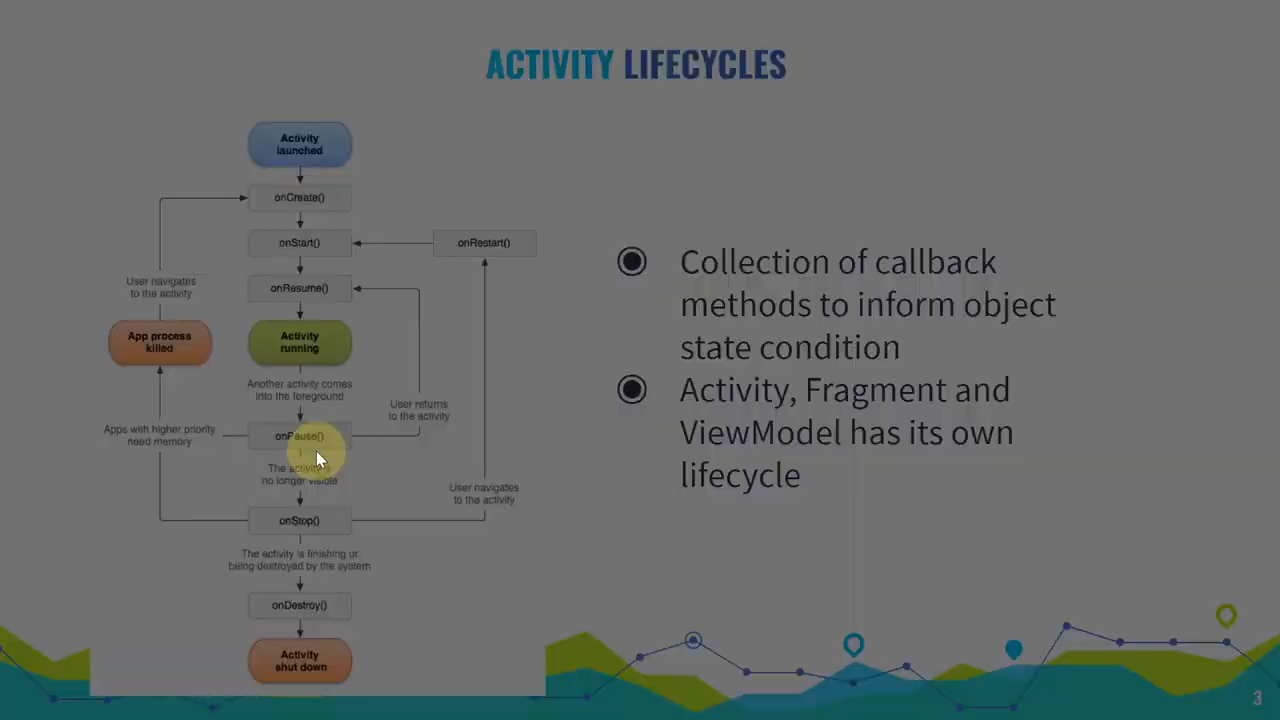 ACTIVITY LIFECYCLES
Activity
launched
onCreate()
onStart()
onRestart()
onResume()
User navigates
to the activity
App process
killed
Activity
running
Another activity comes
into the foreground
User returns
to the activity
Apps with higher priority
need memory
onPause()
The activity is
no longer visible
User navigates
to the activity
onStop()
The activity is finishing or
being destroyed by the system
onDestroy()
Activity
shut down
Collection of callback
methods to inform object
state condition
Activity, Fragment and
ViewModel has its own
lifecycle
3